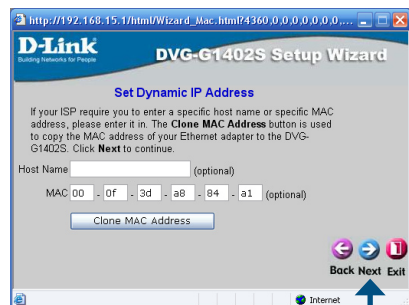 http://192.168.15.1/html/Wizard_Mac.html?4360,0,0,0,0,0,0,0,...
D-Link
Building Networks for People
DVG-G1402S Setup Wizard
Set Dynamic IP Address
If your ISP require you to enter a specific host name or specific MAC
address, please enter it in. The Clone MAC Address button is used
to copy the MAC address of your Ethernet adapter to the DVG-
G1402S. Click Next to continue.
Host Name (optional)
MAC 00 - 0f - 3d - a8 - 84 - a1 (optional)
Clone MAC Address
Back Next Exit
Internet